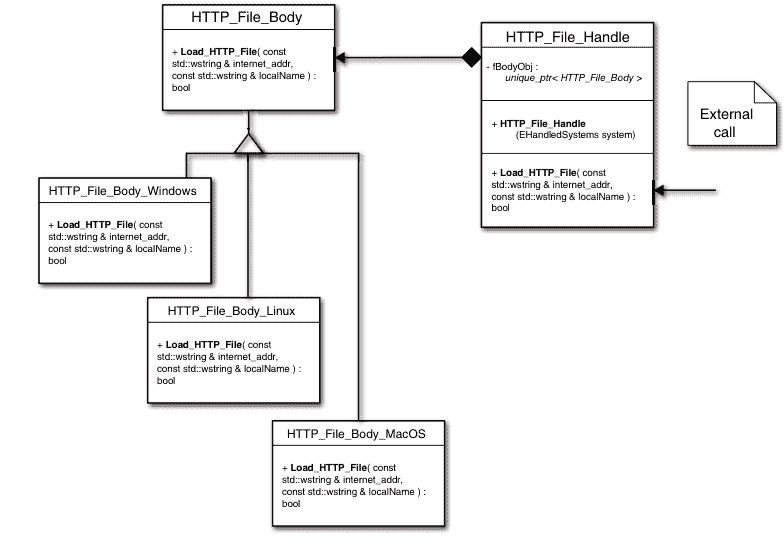 HTTP_File_Body
+ Load_HTTP_File( const
std::wstring & internet_addr,
const std::wstring & localName ) :
bool
HTTP_File_Handle
- fBodyObj :
unique_ptr< HTTP_File_Body >
+ HTTP_File_Handle
(EHandledSystems system)
+ Load_HTTP_File( const
std::wstring & internet_addr,
const std::wstring & localName ) :
bool
External
call
HTTP_File_Body_Windows
+ Load_HTTP_File( const
std::wstring & internet_addr,
const std::wstring & localName ) :
bool
HTTP_File_Body_Linux
+ Load_HTTP_File( const
std::wstring & internet_addr,
const std::wstring & localName ) :
bool
HTTP_File_Body_MacOS
+ Load_HTTP_File( const
std::wstring & internet_addr,
const std::wstring & localName ) :
bool